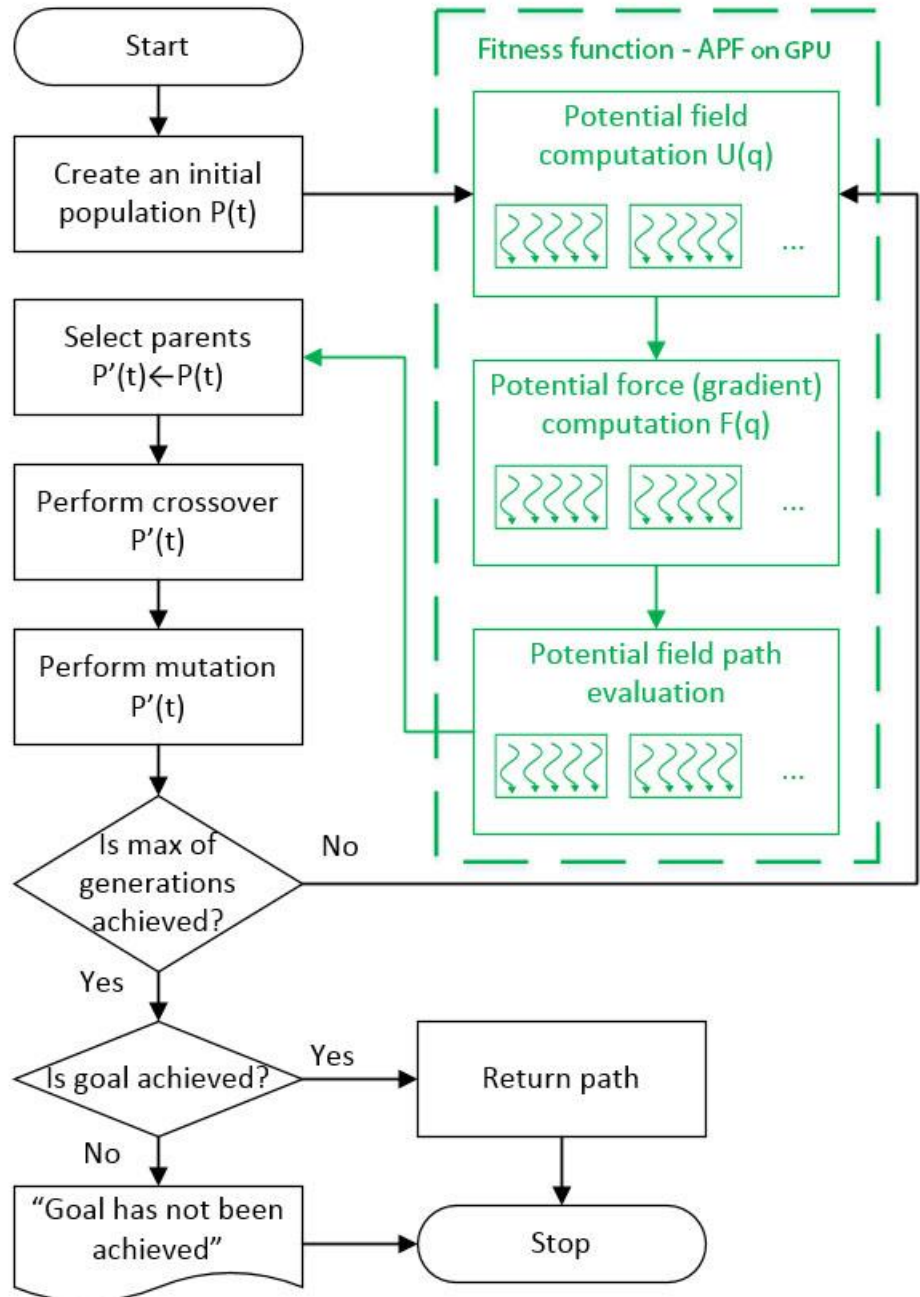 Start
Create an initial
population P(t)
Fitness function - APF on GPU
Potential field
computation U(q)
...
Potential force (gradient)
computation F(q)
...
Potential field path
evaluation
...
Select parents
P’(t)←P(t)
Perform crossover
P’(t)
Perform mutation
P’(t)
Is max of
generations
achieved?
No
Yes
Is goal achieved?
Yes
Return path
No
“Goal has not been
achieved”
Stop